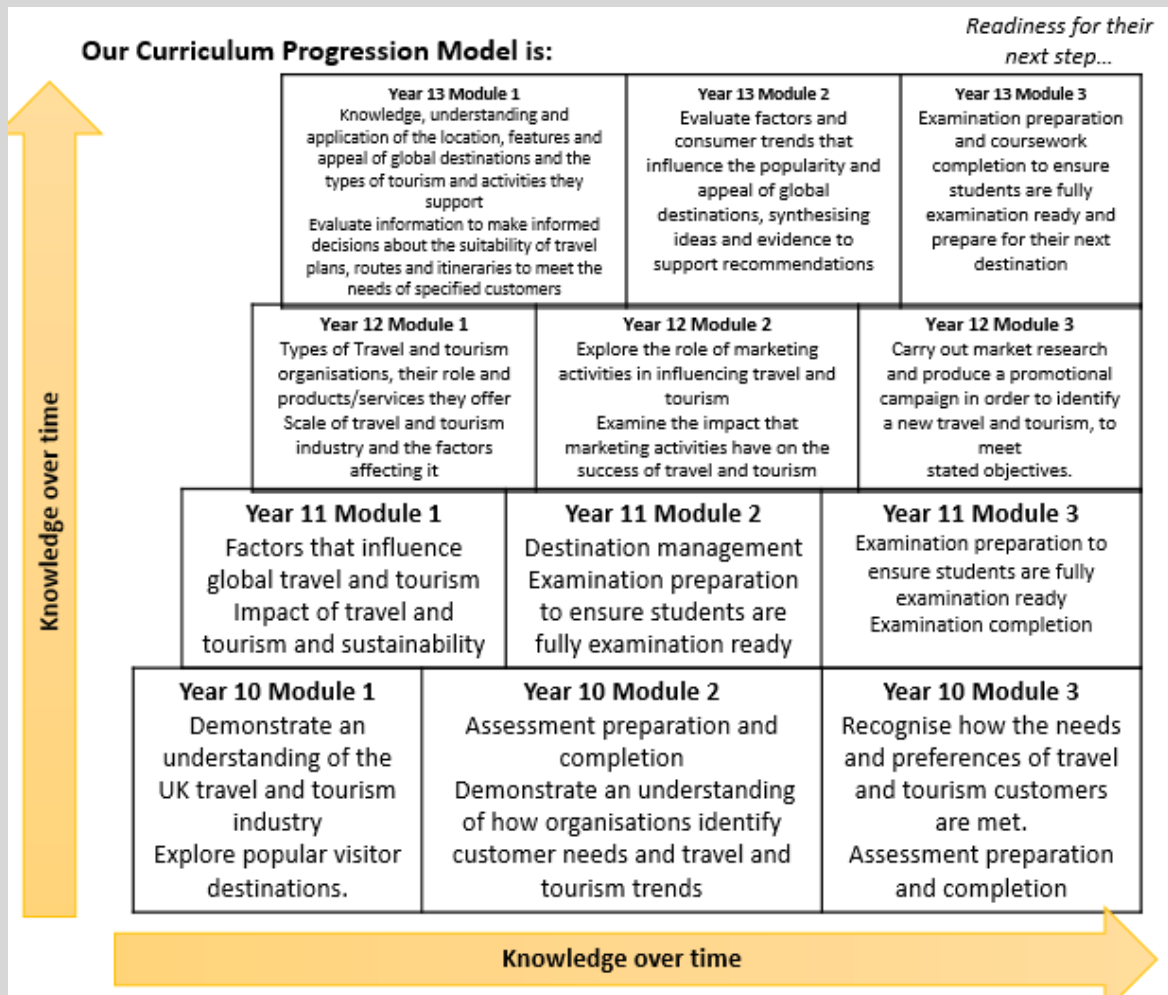 Our Curriculum Progression Model is:
Readiness for their
next step...
Year 13 Module 1
Knowledge, understanding and
application of the location, features and
appeal of global destinations and the
types of tourism and activities they
support
Evaluate information to make informed
decisions about the suitability of travel
plans, routes and itineraries to meet the
needs of specified customers
Year 13 Module 2
Evaluate factors and
consumer trends that
influence the popularity and
appeal of global
destinations, synthesising
ideas and evidence to
support recommendations
Year 13 Module 3
Examination preparation
and coursework
completion to ensure
students are fully
examination ready and
prepare for their next
destination
Year 12 Module 1
Types of Travel and tourism
organisations, their role and
products/services they offer
Scale of travel and tourism
industry and the factors
affecting it
Year 12 Module 2
Explore the role of marketing
activities in influencing travel and
tourism
Examine the impact that
marketing activities have on the
success of travel and tourism
Year 12 Module 3
Carry out market research
and produce a promotional
campaign in order to identify
a new travel and tourism, to
meet
stated objectives.
Year 11 Module 1
Factors that influence
global travel and tourism
Impact of travel and
tourism and sustainability
Year 11 Module 2
Destination management
Examination preparation
to ensure students are
fully examination ready
Year 11 Module 3
Examination preparation to
ensure students are fully
examination ready
Examination completion
Year 10 Module 1
Demonstrate an
understanding of the
UK travel and tourism
industry
Explore popular visitor
destinations.
Year 10 Module 2
Assessment preparation and
completion
Demonstrate an understanding
of how organisations identify
customer needs and travel and
tourism trends
Year 10 Module 3
Recognise how the needs
and preferences of travel
and tourism customers
are met.
Assessment preparation
and completion
Knowledge over time
Knowledge over time